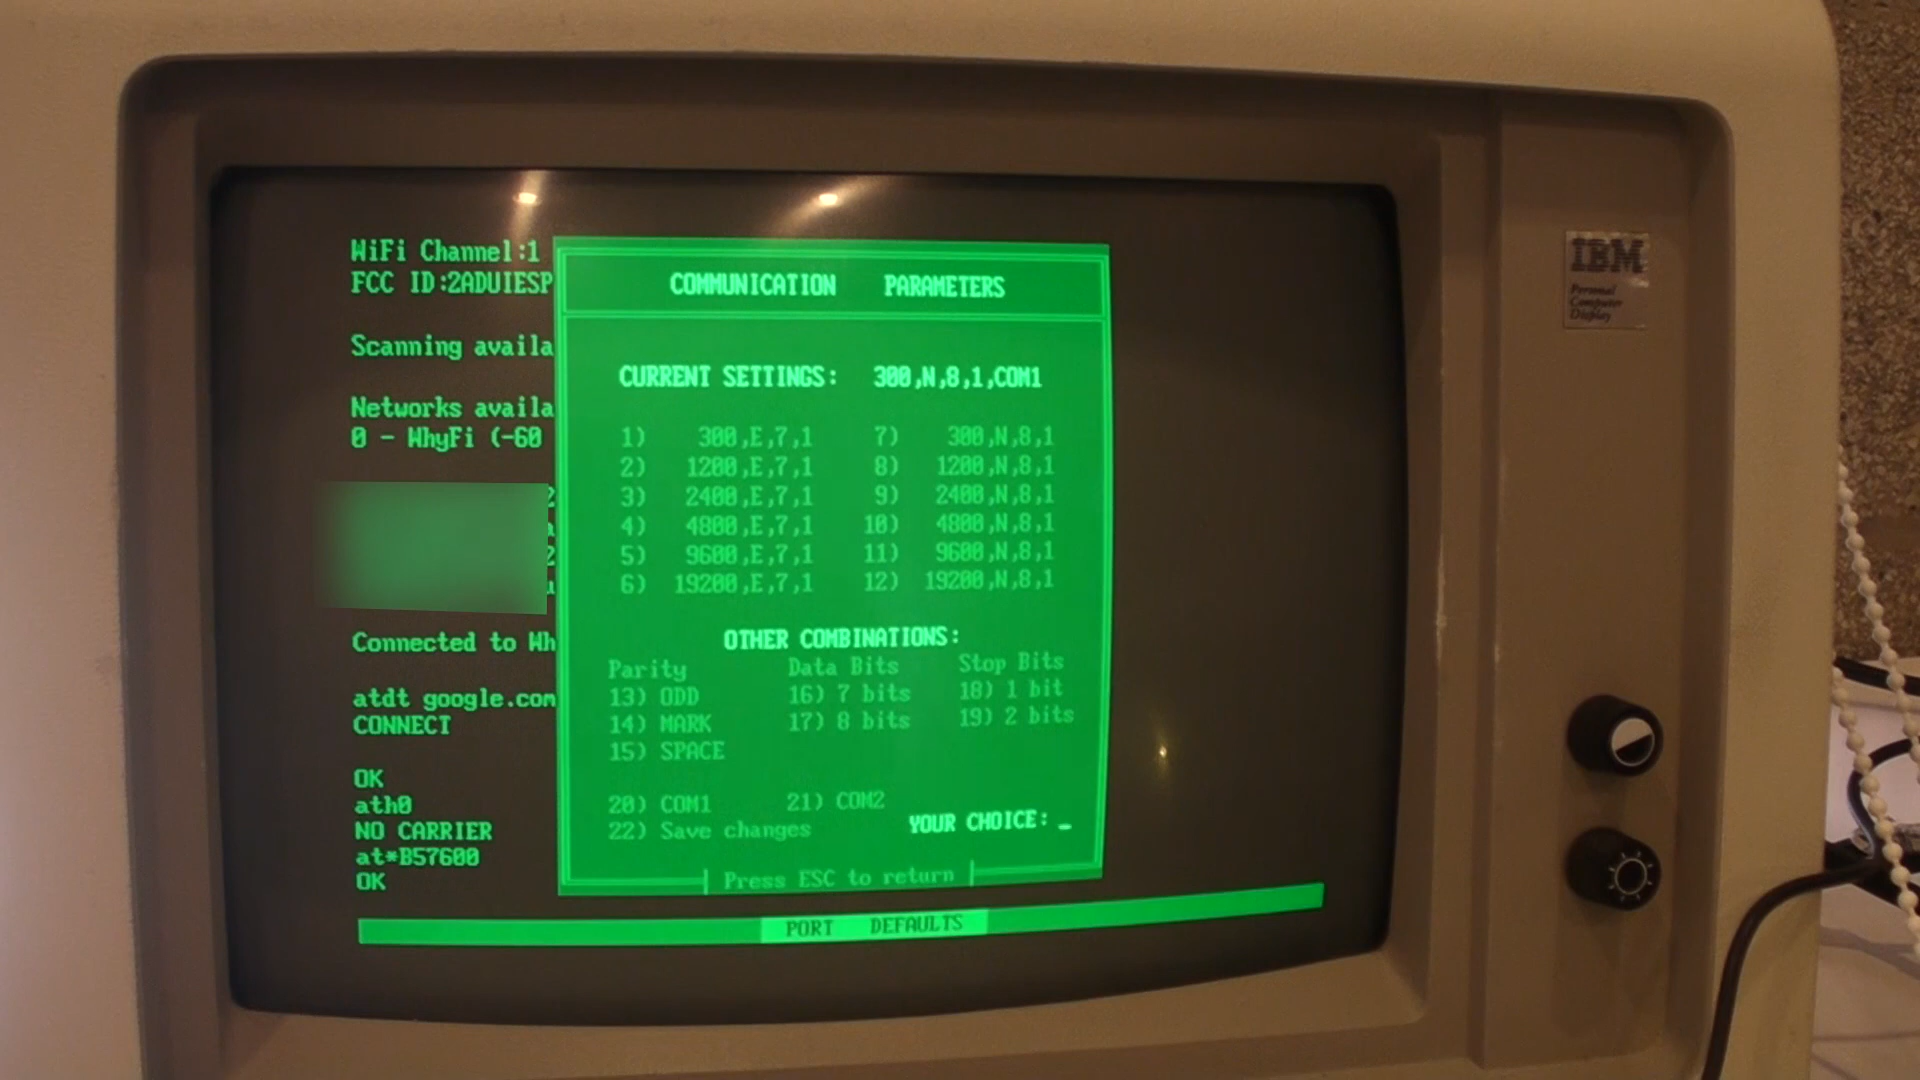 WiFi Channel:1
FCC ID:2ADUIESP
Scanning availa
Networks availa
0 - WhyFi (-60
Connected to Wh
atdt google.com
CONNECT
OK
ath0
NO CARRIER
at*B57600
OK
COMMUNICATION PARAMETERS
CURRENT SETTINGS: 300,N,8,1,COM1
1) 300,E,7,1 7) 300,N,8,1
2) 1200,E,7,1 8) 1200,N,8,1
3) 2400,E,7,1 9) 2400,N,8,1
4) 4800,E,7,1 10) 4800,N,8,1
5) 9600,E,7,1 11) 9600,N,8,1
6) 19200,E,7,1 12) 19200,N,8,1
OTHER COMBINATIONS:
Parity Data Bits Stop Bits
13) ODD 16) 7 bits 18) 1 bit
14) MARK 17) 8 bits 19) 2 bits
15) SPACE
20) COM1 21) COM2
22) Save changes YOUR CHOICE: _
Press ESC to return
PORT DEFAULTS
IBM
Personal
Computer
Display